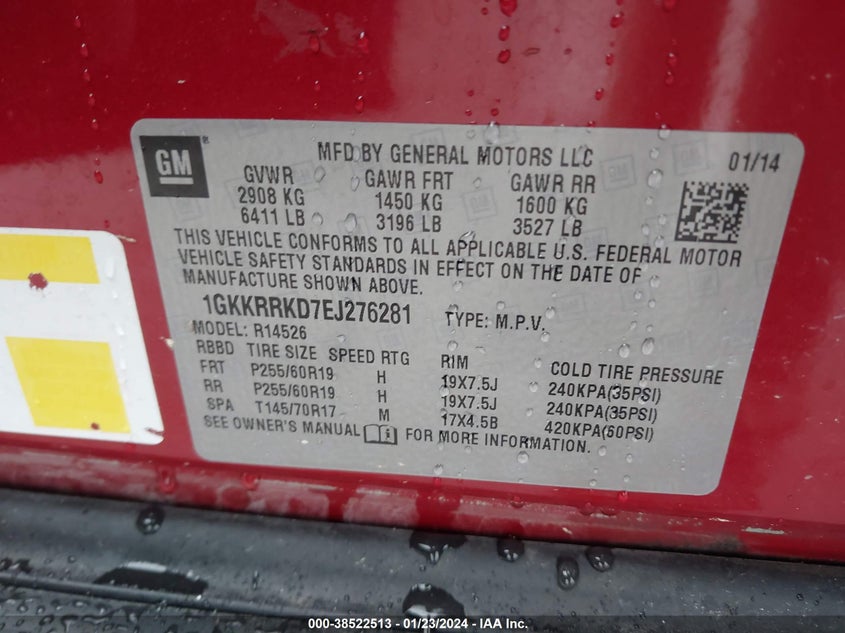 GM
MFD BY GENERAL MOTORS LLC
01/14
GVWR GAWR FRT GAWR RR
2908 KG 1450 KG 1600 KG
6411 LB 3196 LB 3527 LB
THIS VEHICLE CONFORMS TO ALL APPLICABLE U.S. FEDERAL MOTOR
VEHICLE SAFETY STANDARDS IN EFFECT ON THE DATE OF
MANUFACTURE SHOWN ABOVE.
1GKKRRKD7EJ276281 TYPE: M.P.V.
MODEL: R14526
RBBD TIRE SIZE SPEED RTG RIM COLD TIRE PRESSURE
FRT P255/60R19 H 19X7.5J 240KPA(35PSI)
RR P255/60R19 H 19X7.5J 240KPA(35PSI)
SPA T145/70R17 M 17X4.5B 420KPA(60PSI)
SEE OWNER'S MANUAL FOR MORE INFORMATION.
000-38522513 - 01/23/2024 - IAA Inc.